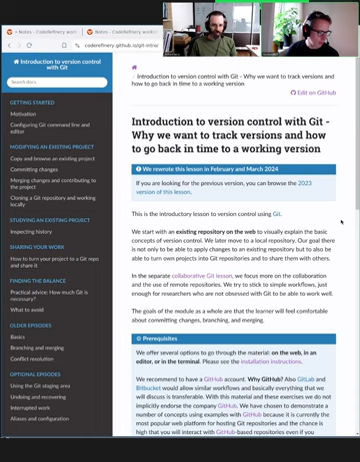 - Notes - CodeRefinery work
- Notes - CodeRefinery work
coderefinery.github.io/git-intro
Introduction to version control with Git
Search docs
GETTING STARTED
Motivation
Configuring Git command line and editor
MODIFYING AN EXISTING PROJECT
Copy and browse an existing project
Committing changes
Merging changes and contributing to the project
Cloning a Git repository and working locally
STUDYING AN EXISTING PROJECT
Inspecting history
SHARING YOUR WORK
How to turn your project to a Git repo and share it
FINDING THE BALANCE
Practical advice: How much Git is necessary?
What to avoid
OLDER EPISODES
Basics
Branching and merging
Conflict resolution
OPTIONAL EPISODES
Using the Git staging area
Undoing and recovering
Interrupted work
Aliases and configuration
Introduction to version control with Git - Why we want to track versions and
how to go back in time to a working version
Edit on GitHub
Introduction to version control with Git -
Why we want to track versions and how
to go back in time to a working version
We rewrote this lesson in February and March 2024
If you are looking for the previous version, you can browse the 2023
version of this lesson.
This is the introductory lesson to version control using Git.
We start with an existing repository on the web to visually explain the basic
concepts of version control. We later move to a local repository. Our goal there
is not only to be able to apply changes to an existing repository but to also be
able to turn own projects into Git repositories and to share them with others.
In the separate collaborative Git lesson, we focus more on the collaboration
and the use of remote repositories. We try to stick to simple workflows, just
enough for researchers who are not obsessed with Git to be able to work well.
The goals of the module as a whole are that the learner will feel comfortable
about committing changes, branching, and merging.
Prerequisites
We offer several options to go through the material: on the web, in an
editor, or in the terminal. Please see the installation instructions.
We recommend to have a GitHub account. Why GitHub? Also GitLab and
Bitbucket would allow similar workflows and basically everything that we
will discuss is transferable. With this material and these exercises we do not
implicitly endorse the company GitHub. We have chosen to demonstrate a
number of concepts using examples with GitHub because it is currently the
most popular web platform for hosting Git repositories and the chance is
high that you will interact with GitHub-based repositories even if you